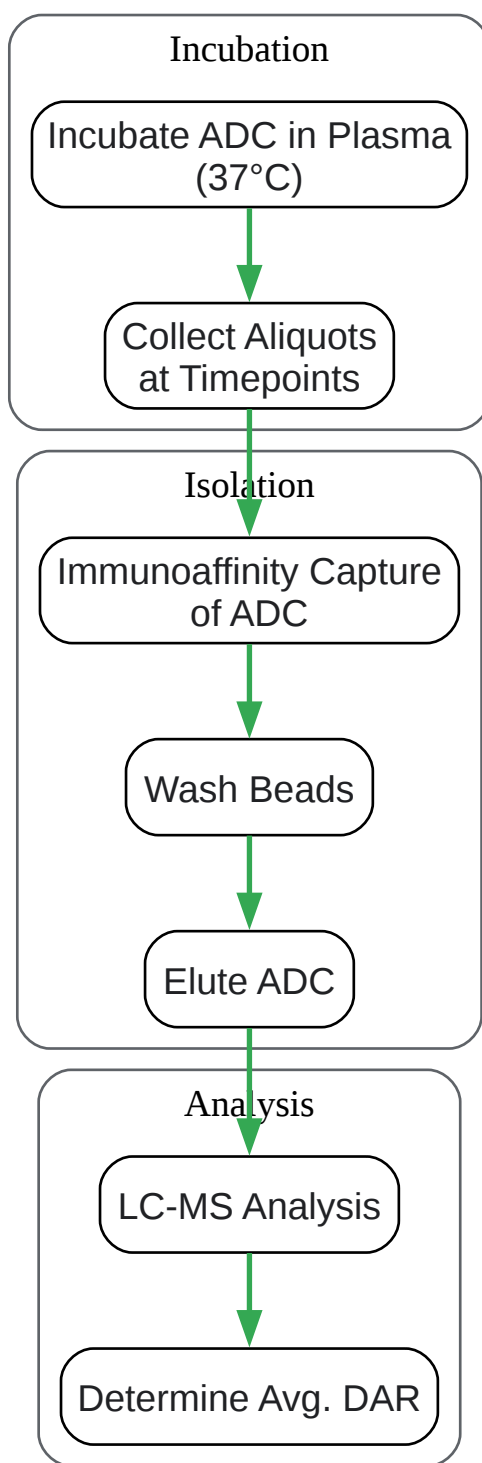 Incubation
Incubate ADC in Plasma
(37°C)
Collect Aliquots
at Timepoints
Isolation
Immunoaffinity Capture
of ADC
Wash Beads
Elute ADC
Analysis
LC-MS Analysis
Determine Avg. DAR